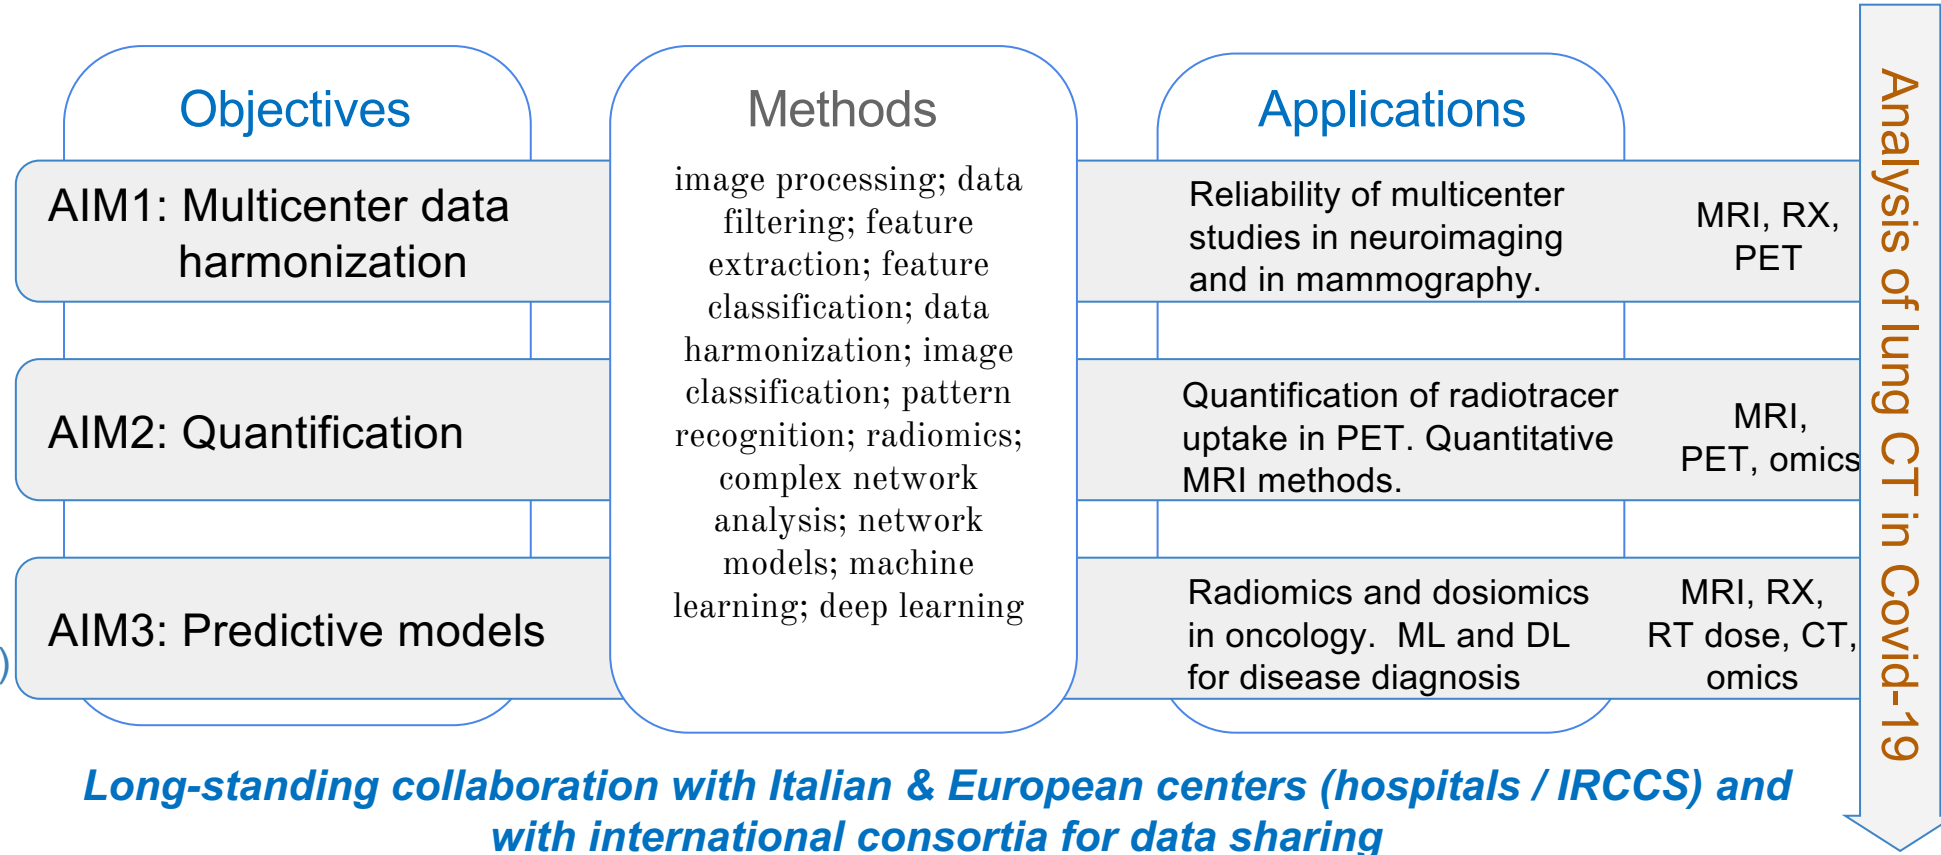 Objectives
Methods
Applications
AIM1: Multicenter data
harmonization
image processing; data
filtering; feature
extraction; feature
classification; data
harmonization; image
classification; pattern
recognition; radiomics;
complex network
analysis; network
models; machine
learning; deep learning
Reliability of multicenter
studies in neuroimaging
and in mammography.
MRI, RX,
PET
AIM2: Quantification
Quantification of radiotracer
uptake in PET. Quantitative
MRI methods.
MRI,
PET, omics
)
AIM3: Predictive models
Radiomics and dosiomics
in oncology. ML and DL
for disease diagnosis
MRI, RX,
RT dose, CT,
omics
Analysis of lung CT in Covid-19
Long-standing collaboration with Italian & European centers (hospitals / IRCCS) and
with international consortia for data sharing